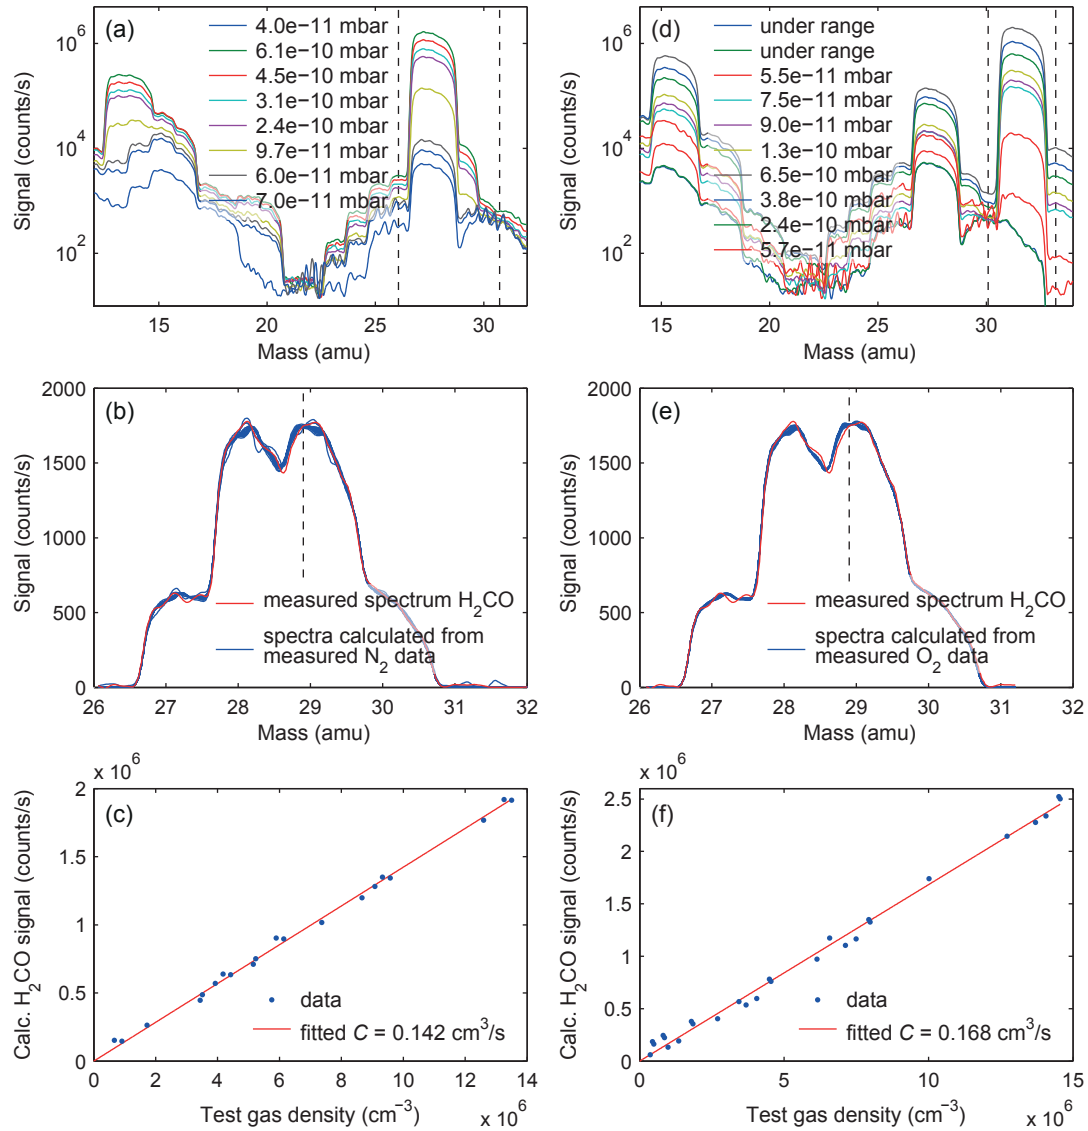 (a)
4.0e-11 mbar
6.1e-10 mbar
4.5e-10 mbar
3.1e-10 mbar
2.4e-10 mbar
9.7e-11 mbar
6.0e-11 mbar
7.0e-11 mbar
10^6
10^4
10^2
Signal (counts/s)
15 20 25 30
Mass (amu)
(d)
under range
under range
5.5e-11 mbar
7.5e-11 mbar
9.0e-11 mbar
1.3e-10 mbar
6.5e-10 mbar
3.8e-10 mbar
2.4e-10 mbar
5.7e-11 mbar
10^6
10^4
10^2
Signal (counts/s)
15 20 25 30
Mass (amu)
(b)
2000
1500
1000
500
0
Signal (counts/s)
measured spectrum H₂CO
spectra calculated from
measured N₂ data
26 27 28 29 30 31 32
Mass (amu)
(e)
2000
1500
1000
500
0
Signal (counts/s)
measured spectrum H₂CO
spectra calculated from
measured O₂ data
26 27 28 29 30 31 32
Mass (amu)
x 10^6
(c)
2
1.5
1
0.5
0
Calc. H₂CO signal (counts/s)
data
fitted C = 0.142 cm³/s
0 2 4 6 8 10 12 14
Test gas density (cm⁻³)
x 10^6
x 10^6
(f)
2.5
2
1.5
1
0.5
0
Calc. H₂CO signal (counts/s)
data
fitted C = 0.168 cm³/s
0 5 10 15
Test gas density (cm⁻³)
x 10^6